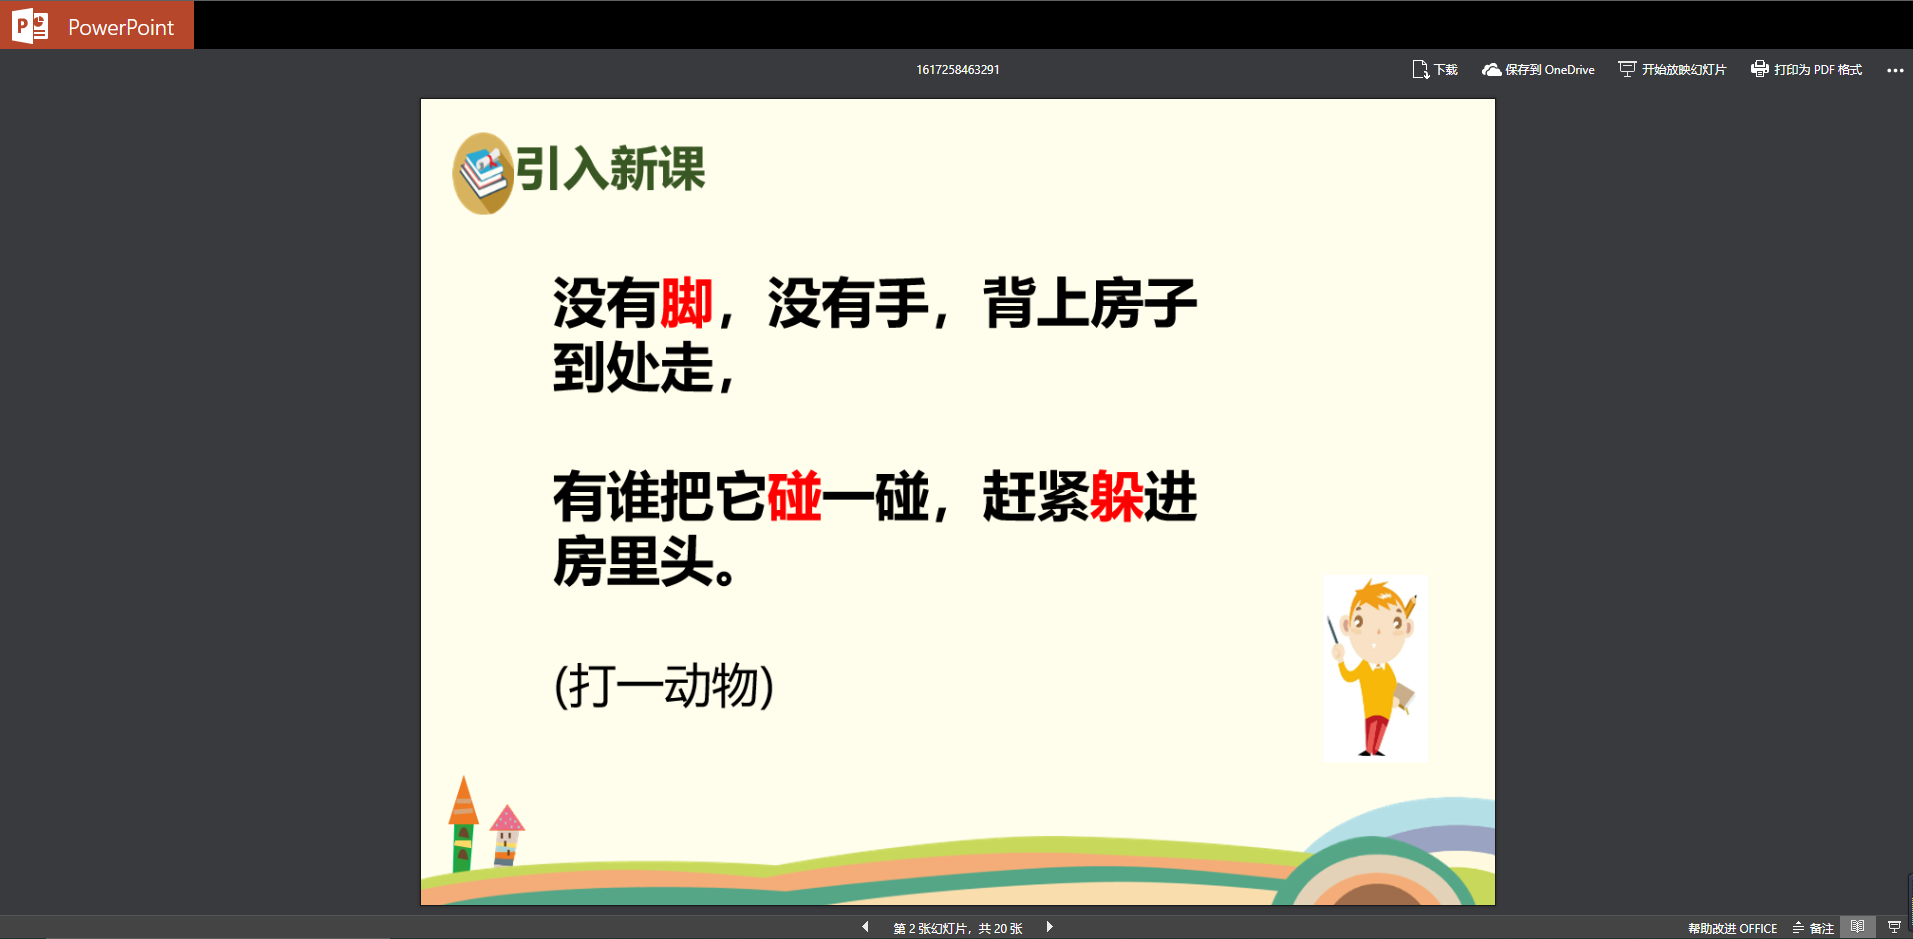 PowerPoint
1617258463291
下载
保存到 OneDrive
开始放映幻灯片
打印为 PDF 格式
引入新课
没有脚，没有手，背上房子
到处走，
有谁把它碰一碰，赶紧躲进
房里头。
(打一动物)
第 2 张幻灯片，共 20 张
帮助改进 OFFICE
备注